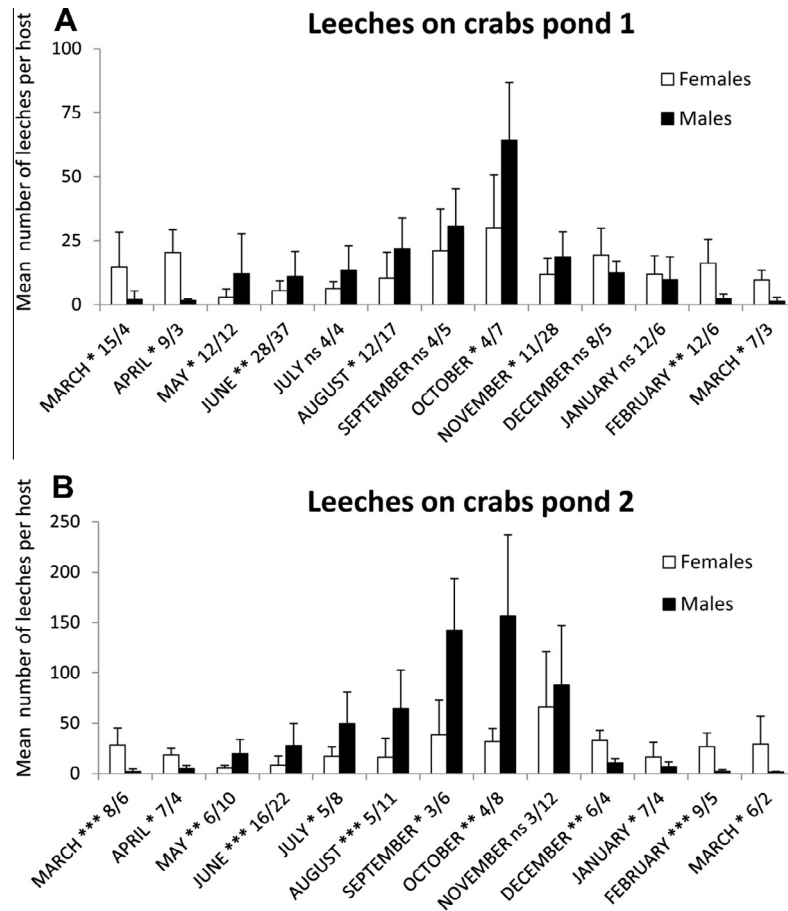 A
Leeches on crabs pond 1
Mean number of leeches per host
100
75
50
25
0
Females
Males
MARCH * 15/4
APRIL * 9/3
MAY * 12/12
JUNE ** 28/37
JULY ns 4/4
AUGUST * 12/17
SEPTEMBER ns 4/5
OCTOBER * 4/7
NOVEMBER * 11/28
DECEMBER ns 8/5
JANUARY ns 12/6
FEBRUARY ** 12/6
MARCH * 7/3
B
Leeches on crabs pond 2
Mean number of leeches per host
250
200
150
100
50
0
Females
Males
MARCH *** 8/6
APRIL * 7/4
MAY ** 6/10
JUNE *** 16/22
JULY * 5/8
AUGUST *** 5/11
SEPTEMBER * 3/6
OCTOBER ** 4/8
NOVEMBER ns 3/12
DECEMBER ** 6/4
JANUARY * 7/4
FEBRUARY *** 9/5
MARCH * 6/2